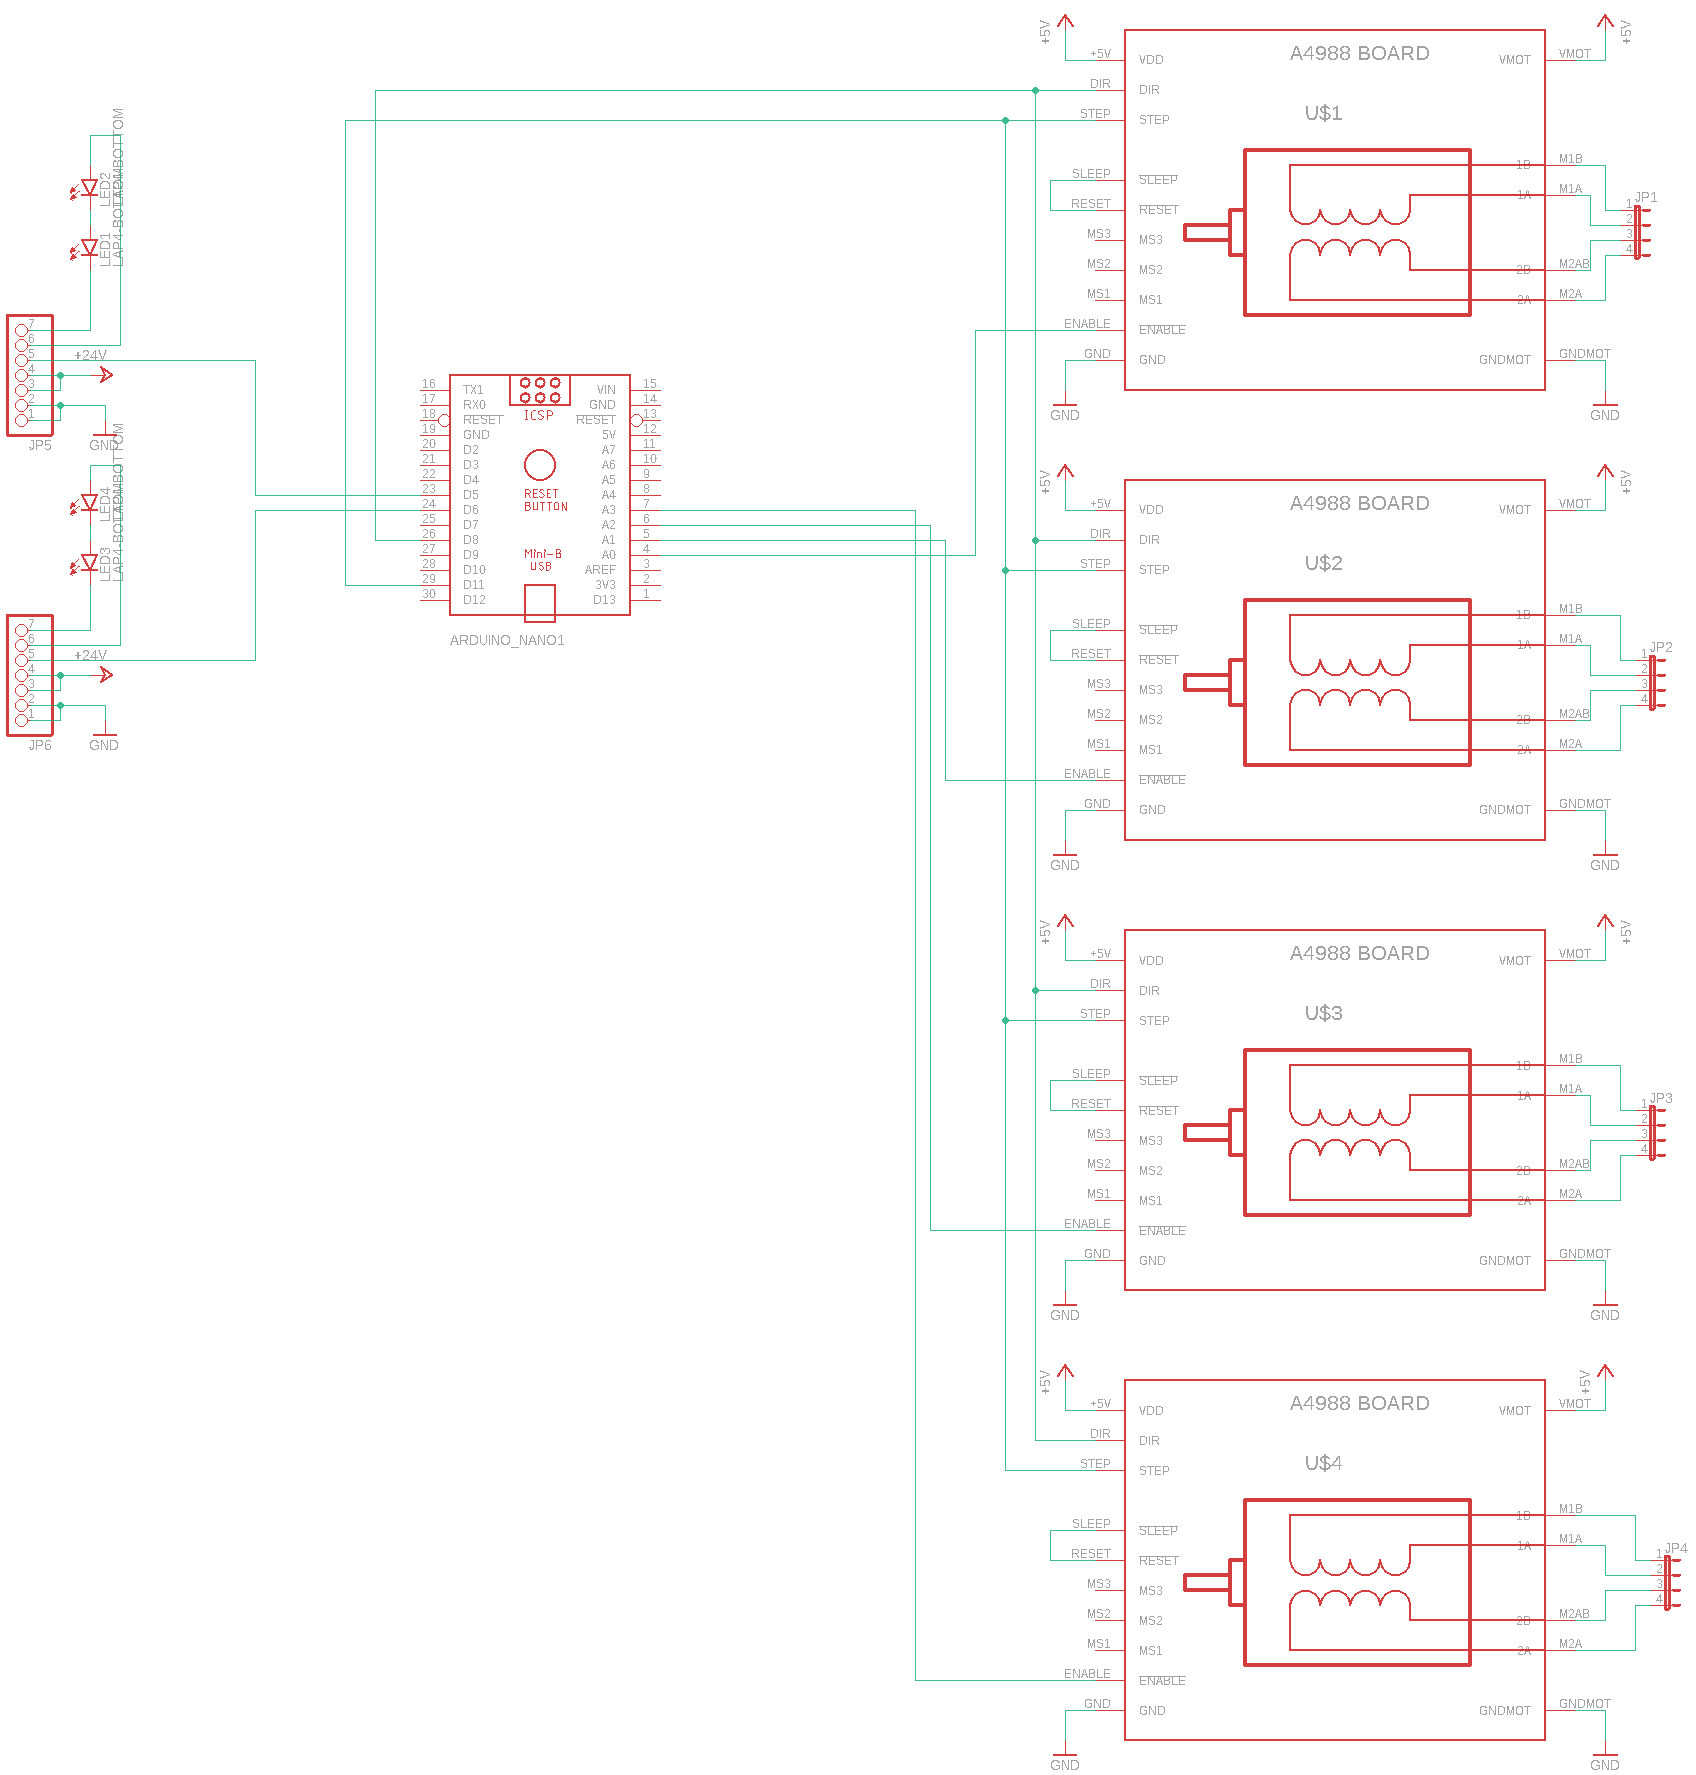 LED2
LAP4-BOTTOMBOTTOM
LED1
LAP4-BOTTOM
7
6
5
4
3
2
1
+24V
JP5
GND
LED4
LED3
LAP4-BOTTOM
7
6
5
4
3
2
1
+24V
JP6
GND
16 TX1 VIN 15
17 RX0 GND 14
18 RESET RESET 13
19 GND 5V 12
20 D2 A7 11
21 D3 A6 10
22 D4 A5 9
23 D5 A4 8
24 D6 A3 7
25 D7 A2 6
26 D8 A1 5
27 D9 A0 4
28 D10 AREF 3
29 D11 3V3 2
30 D12 D13 1
ICSP
RESET
BUTTON
Mini-B
USB
ARDUINO_NANO1
+5V +5V
A4988 BOARD
U$1
+5V VDD VMOT VMOT
DIR DIR
STEP STEP
1B M1B
SLEEP SLEEP
1A M1A
RESET RESET
MS3 MS3
MS2 MS2
2B M2AB
MS1 MS1
2A M2A
ENABLE ENABLE
GND GND GNDMOT GNDMOT
GND GND
JP1
1
2
3
4
+5V +5V
A4988 BOARD
U$2
+5V VDD VMOT VMOT
DIR DIR
STEP STEP
1B M1B
SLEEP SLEEP
1A M1A
RESET RESET
MS3 MS3
MS2 MS2
2B M2AB
MS1 MS1
2A M2A
ENABLE ENABLE
GND GND GNDMOT GNDMOT
GND GND
JP2
1
2
3
4
+5V +5V
A4988 BOARD
U$3
+5V VDD VMOT VMOT
DIR DIR
STEP STEP
1B M1B
SLEEP SLEEP
1A M1A
RESET RESET
MS3 MS3
MS2 MS2
2B M2AB
MS1 MS1
2A M2A
ENABLE ENABLE
GND GND GNDMOT GNDMOT
GND GND
JP3
1
2
3
4
+5V +5V
A4988 BOARD
U$4
+5V VDD VMOT VMOT
DIR DIR
STEP STEP
1B M1B
SLEEP SLEEP
1A M1A
RESET RESET
MS3 MS3
MS2 MS2
2B M2AB
MS1 MS1
2A M2A
ENABLE ENABLE
GND GND GNDMOT GNDMOT
GND GND
JP4
1
2
3
4